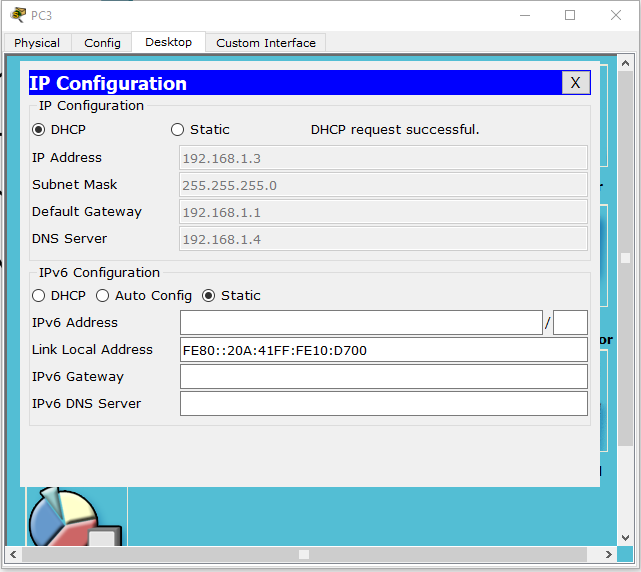 PC3
Physical Config Desktop Custom Interface
IP Configuration X
IP Configuration
DHCP Static DHCP request successful.
IP Address 192.168.1.3
Subnet Mask 255.255.255.0
Default Gateway 192.168.1.1
DNS Server 192.168.1.4
IPv6 Configuration
DHCP Auto Config Static
IPv6 Address /
Link Local Address FE80::20A:41FF:FE10:D700
IPv6 Gateway
IPv6 DNS Server